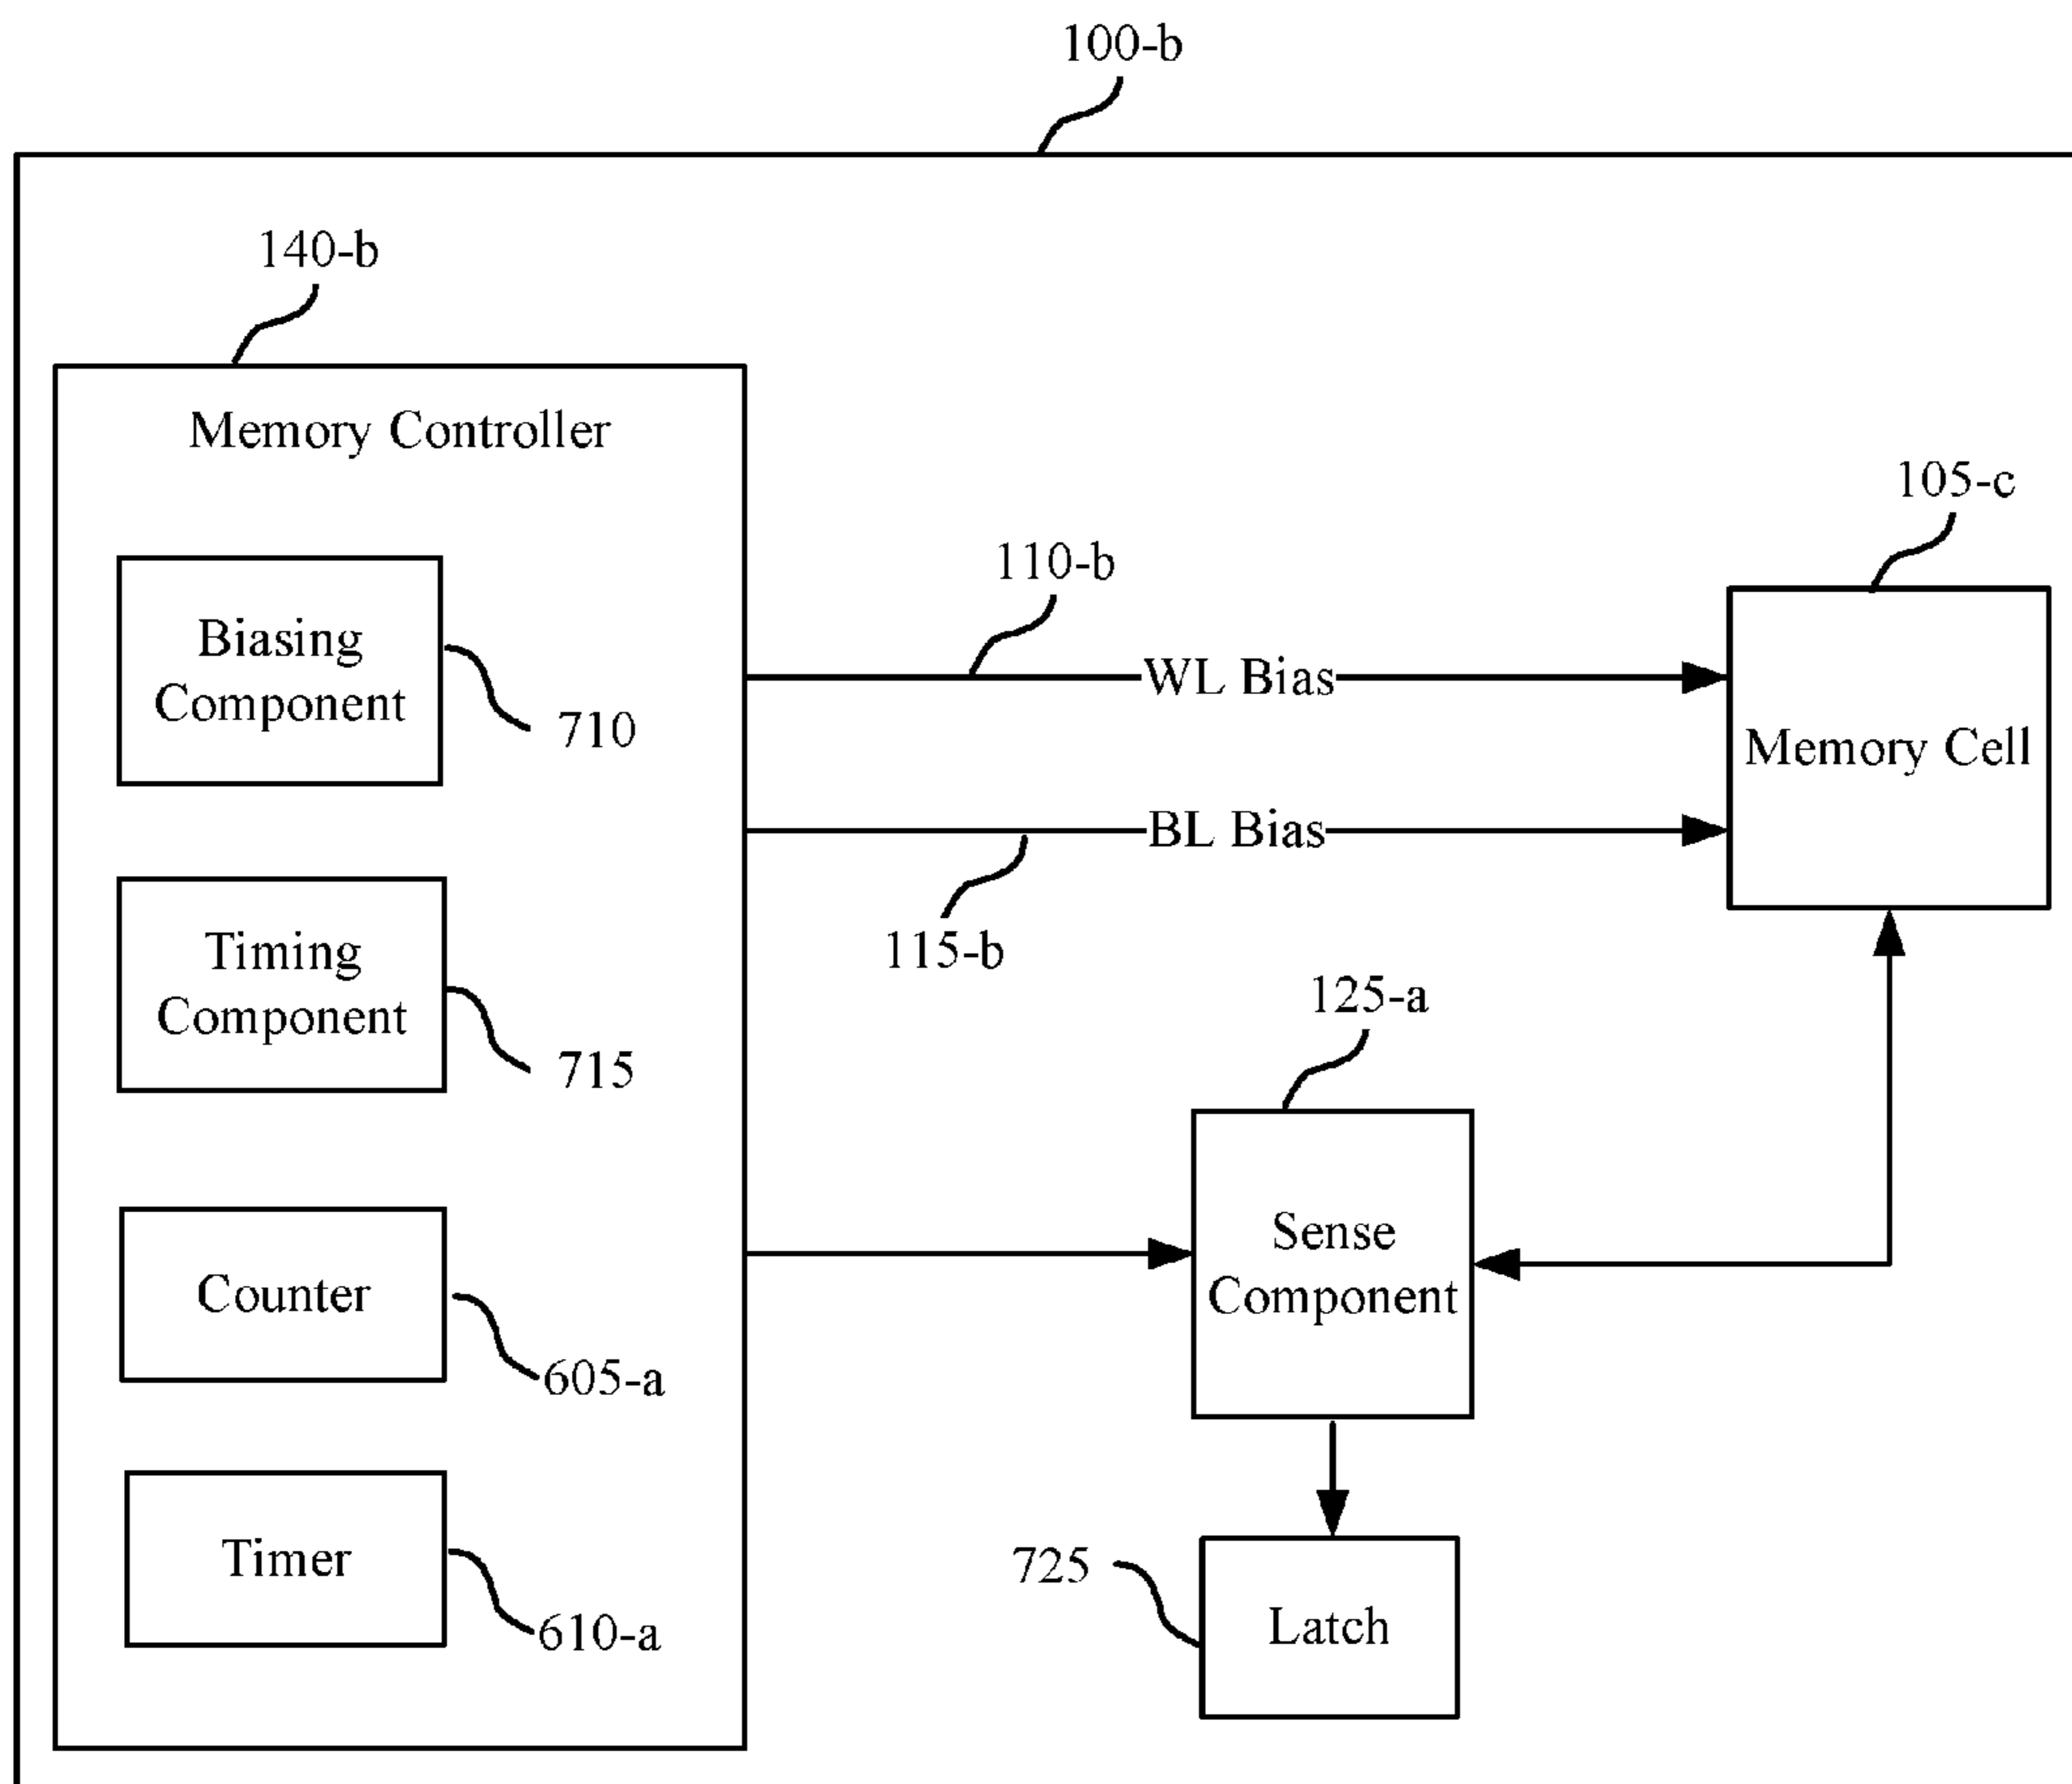 100-b
140-b
Memory Controller
105-c
110-b
Biasing
Component
710
WL Bias
Memory Cell
BL Bias
115-b
Timing
Component
715
125-a
Sense
Component
Counter
605-a
Timer
610-a
725
Latch